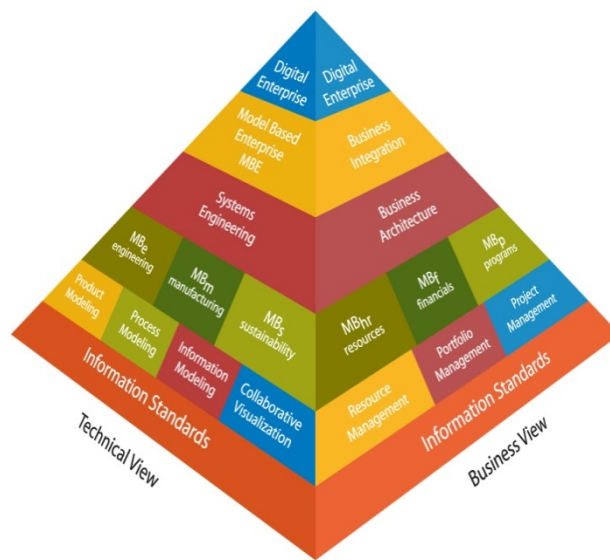 Digital
Enterprise
Digital
Enterprise
Model Based
Enterprise
MBE
Business
Integration
Systems
Engineering
Business
Architecture
MBe
engineering
MBm
manufacturing
MBs
sustainability
MBhr
resources
MBf
financials
MBp
programs
Product
Modeling
Process
Modeling
Information
Modeling
Collaborative
Visualization
Resource
Management
Portfolio
Management
Project
Management
Information Standards
Information Standards
Technical View
Business View